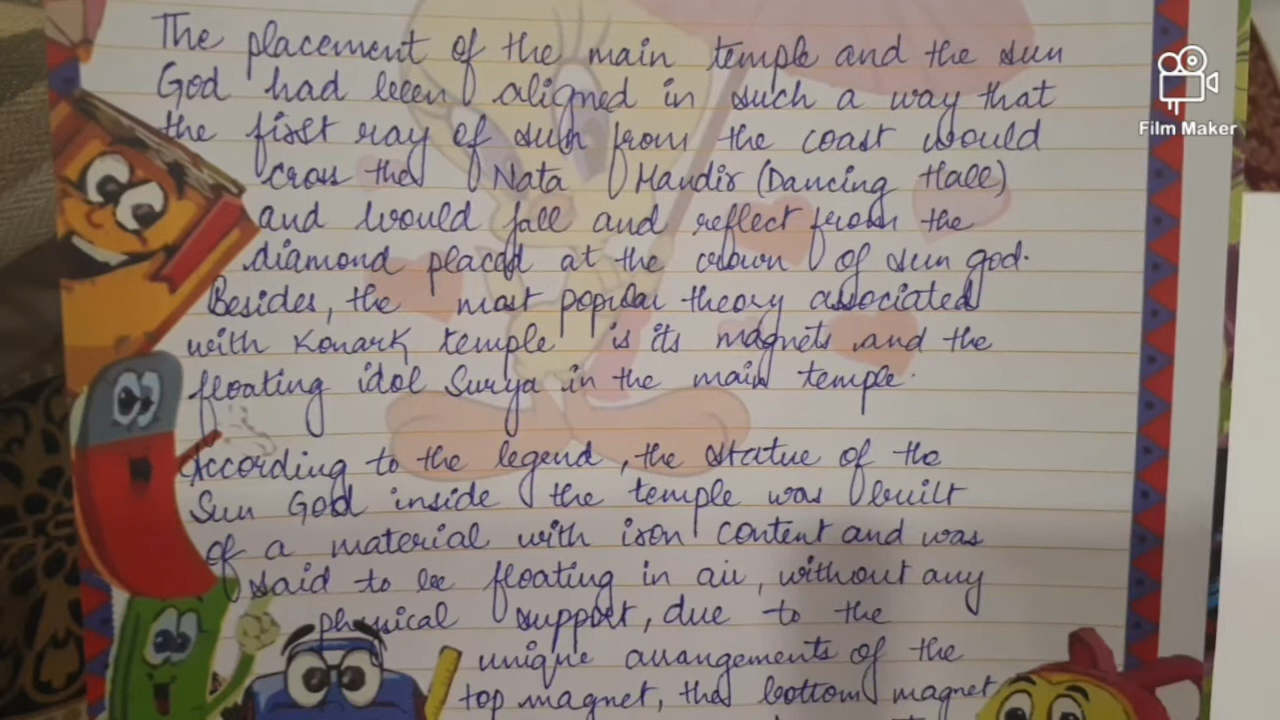 The placement of the main temple and the sun
God had been aligned in such a way that
the first ray of sun from the coast would
cross the Nata Mandir (Dancing Hall)
and would fall and reflect from the
diamond placed at the crown of sun god.
Besides, the most popular theory associated
with Konark temple is its magnets and the
floating idol Surya in the main temple.
According to the legend, the statue of the
Sun God inside the temple was built
of a material with iron content and was
said to be floating in air, without any
physical support, due to the
unique arrangements of the
top magnet, the bottom magnet
Film Maker